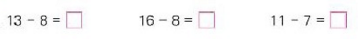 13 - 8 = □ 16 - 8 = □ 11 - 7 = □